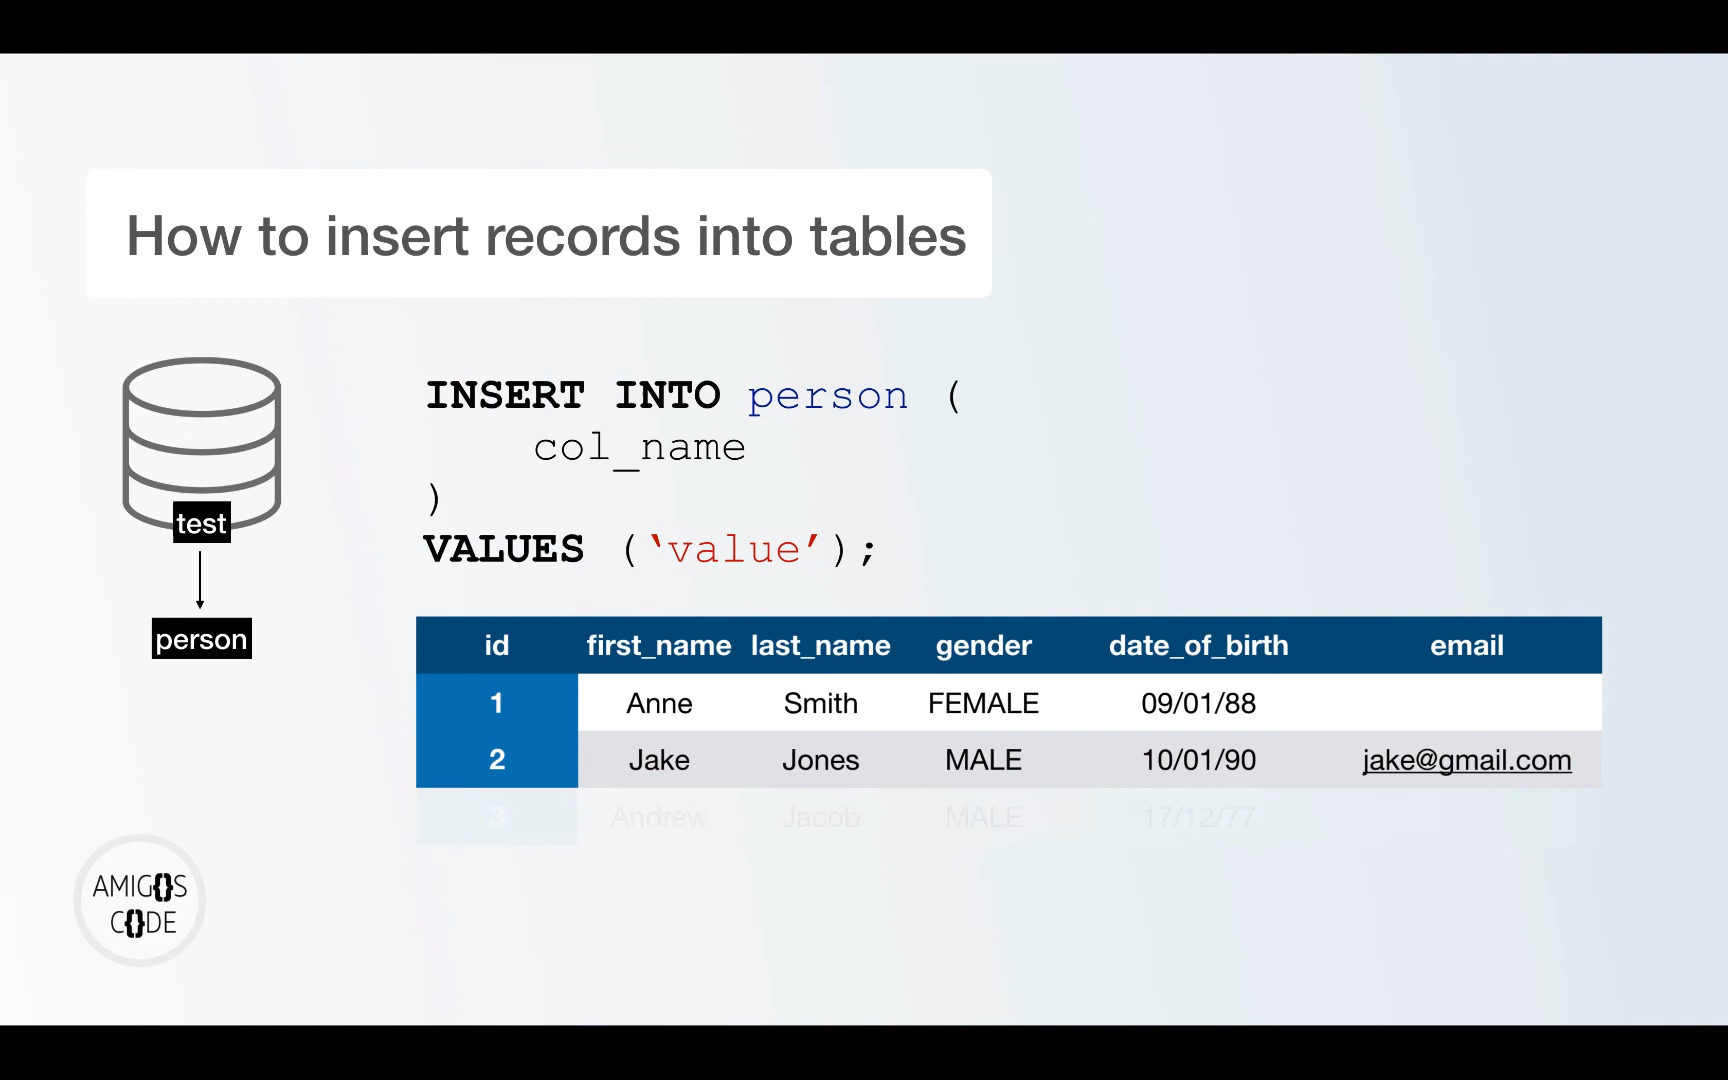 How to insert records into tables
INSERT INTO person (
col_name
)
VALUES (‘value’);
test
person
id first_name last_name gender date_of_birth email
1 Anne Smith FEMALE 09/01/88
2 Jake Jones MALE 10/01/90 jake@gmail.com
3 Andrew Jacob MALE 17/12/77
AMIG{}S
C{}DE